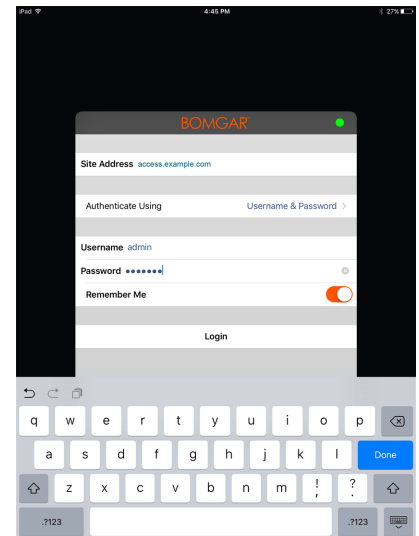 iPad 4:45 PM 27%
BOMGAR
Site Address access.example.com
Authenticate Using Username & Password >
Username admin
Password •••••••
Remember Me
Login
q w e r t y u i o p
a s d f g h j k l Done
z x c v b n m ! , ? .
.?123 .?123